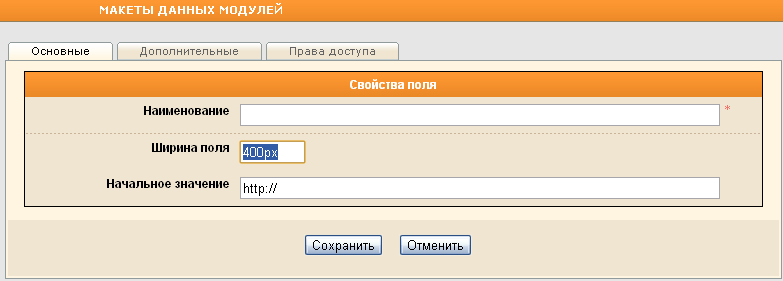 МАКЕТЫ ДАННЫХ МОДУЛЕЙ
Основные Дополнительные Права доступа
Свойства поля
Наименование *
Ширина поля 400px
Начальное значение http://
Сохранить Отменить